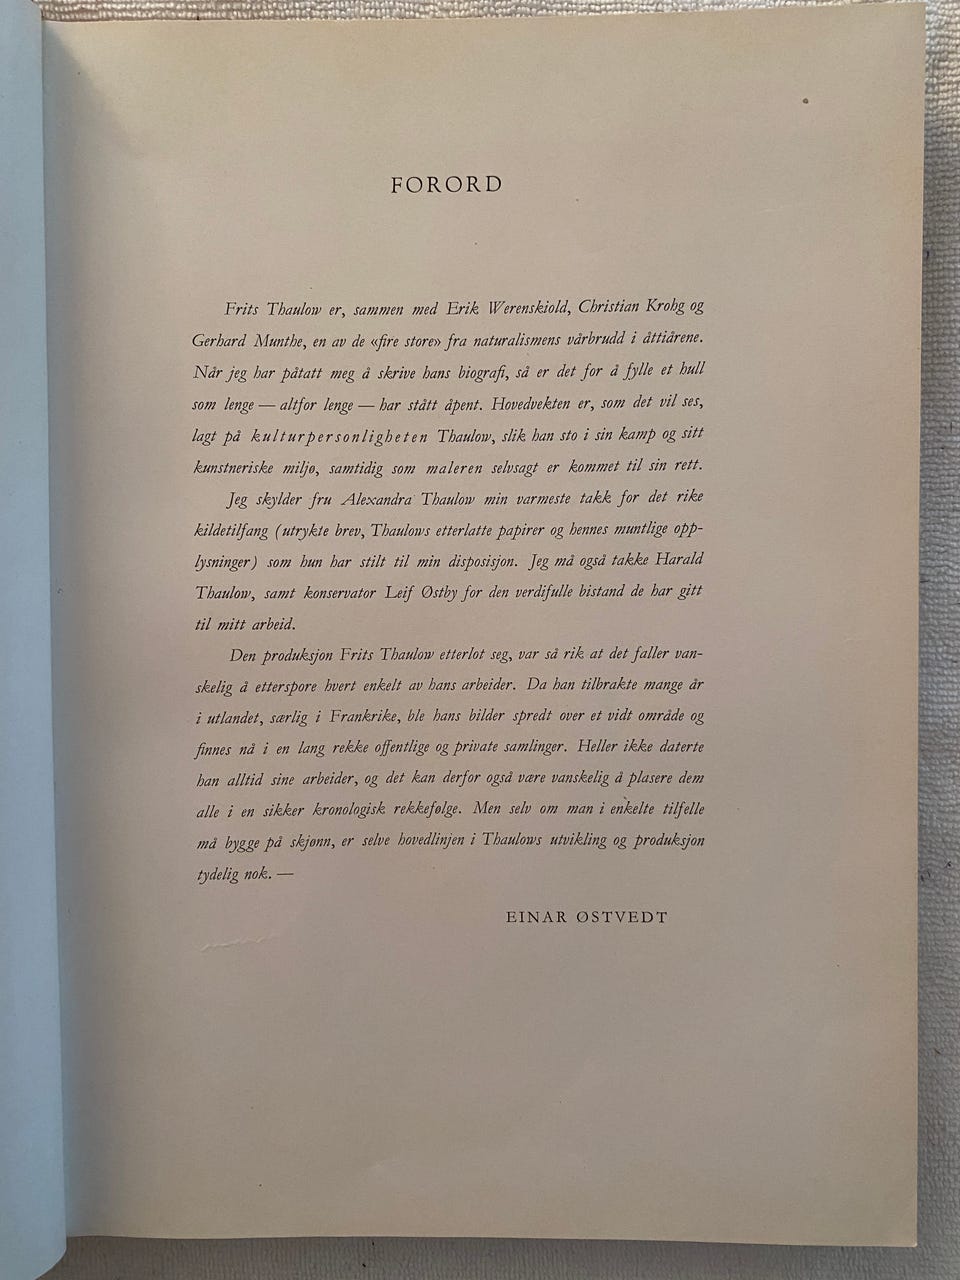 FORORD
Frits Thaulow er, sammen med Erik Werenskiold, Christian Krohg og
Gerhard Munthe, en av de «fire store» fra naturalismens vårbrudd i åttiårene.
Når jeg har påtatt meg å skrive hans biografi, så er det for å fylle et hull
som lenge — altfor lenge — har stått åpent. Hovedvekten er, som det vil ses,
lagt på kulturpersonligheten Thaulow, slik han sto i sin kamp og sitt
kunstneriske miljø, samtidig som maleren selvsagt er kommet til sin rett.
Jeg skylder fru Alexandra Thaulow min varmeste takk for det rike
kildetilfang (utrykte brev, Thaulows etterlatte papirer og hennes muntlige opp-
lysninger) som hun har stilt til min disposisjon. Jeg må også takke Harald
Thaulow, samt konservator Leif Østby for den verdifulle bistand de har gitt
til mitt arbeid.
Den produksjon Frits Thaulow etterlot seg, var så rik at det faller van-
skelig å etterspore hvert enkelt av hans arbeider. Da han tilbrakte mange år
i utlandet, særlig i Frankrike, ble hans bilder spredt over et vidt område og
finnes nå i en lang rekke offentlige og private samlinger. Heller ikke daterte
han alltid sine arbeider, og det kan derfor også være vanskelig å plasere dem
alle i en sikker kronologisk rekkefølge. Men selv om man i enkelte tilfelle
må bygge på skjønn, er selve hovedlinjen i Thaulows utvikling og produksjon
tydelig nok. —
EINAR ØSTVEDT